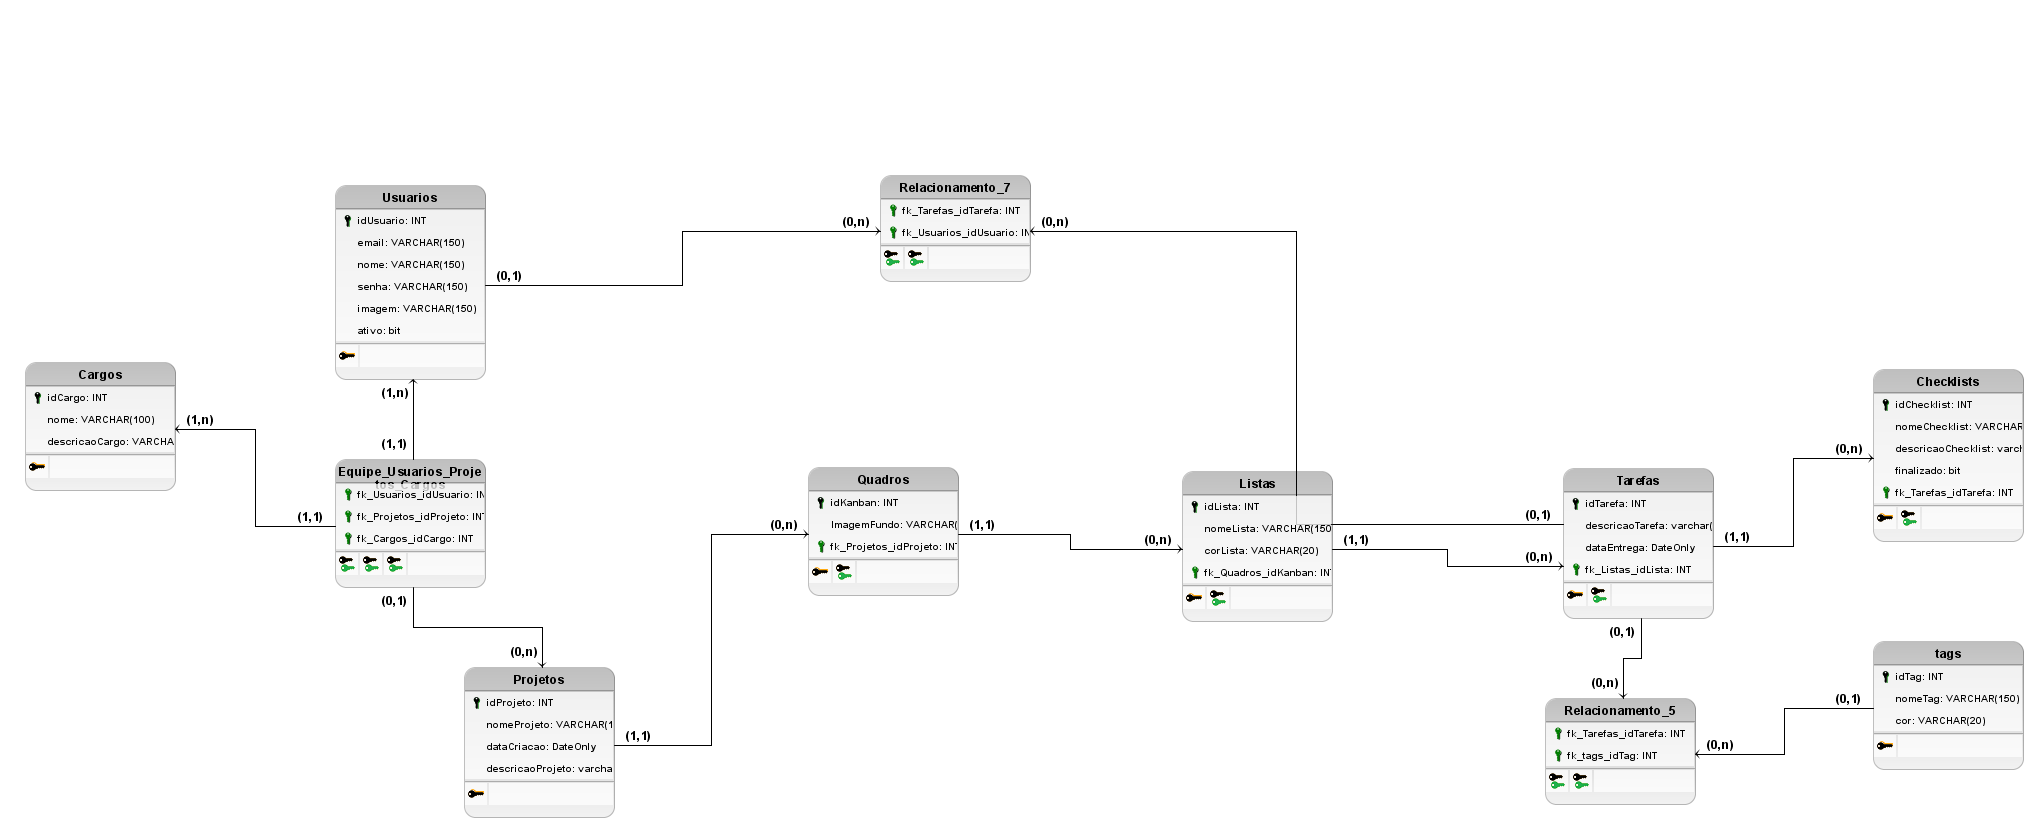 Relacionamento_7
fk_Tarefas_idTarefa: INT
fk_Usuarios_idUsuario: IN
(0,n)
(0,n)
Usuarios
idUsuario: INT
email: VARCHAR(150)
nome: VARCHAR(150)
senha: VARCHAR(150)
imagem: VARCHAR(150)
ativo: bit
(0,1)
(1,n)
(1,1)
Cargos
idCargo: INT
nome: VARCHAR(100)
descricaoCargo: VARCHA
(1,n)
(1,1)
Equipe_Usuarios_Proje
tos_Cargos
fk_Usuarios_idUsuario: IN
fk_Projetos_idProjeto: INT
fk_Cargos_idCargo: INT
(0,1)
(0,n)
Projetos
idProjeto: INT
nomeProjeto: VARCHAR(1
dataCriacao: DateOnly
descricaoProjeto: varcha
(1,1)
(0,n)
Quadros
idKanban: INT
ImagemFundo: VARCHAR(
fk_Projetos_idProjeto: INT
(1,1)
(0,n)
Listas
idLista: INT
nomeLista: VARCHAR(150
corLista: VARCHAR(20)
fk_Quadros_idKanban: INT
(0,1)
(1,1)
(0,n)
Tarefas
idTarefa: INT
descricaoTarefa: varchar(
dataEntrega: DateOnly
fk_Listas_idLista: INT
(1,1)
(0,n)
(0,1)
(0,n)
Checklists
idChecklist: INT
nomeChecklist: VARCHAR
descricaoChecklist: varch
finalizado: bit
fk_Tarefas_idTarefa: INT
Relacionamento_5
fk_Tarefas_idTarefa: INT
fk_tags_idTag: INT
(0,n)
(0,1)
tags
idTag: INT
nomeTag: VARCHAR(150)
cor: VARCHAR(20)